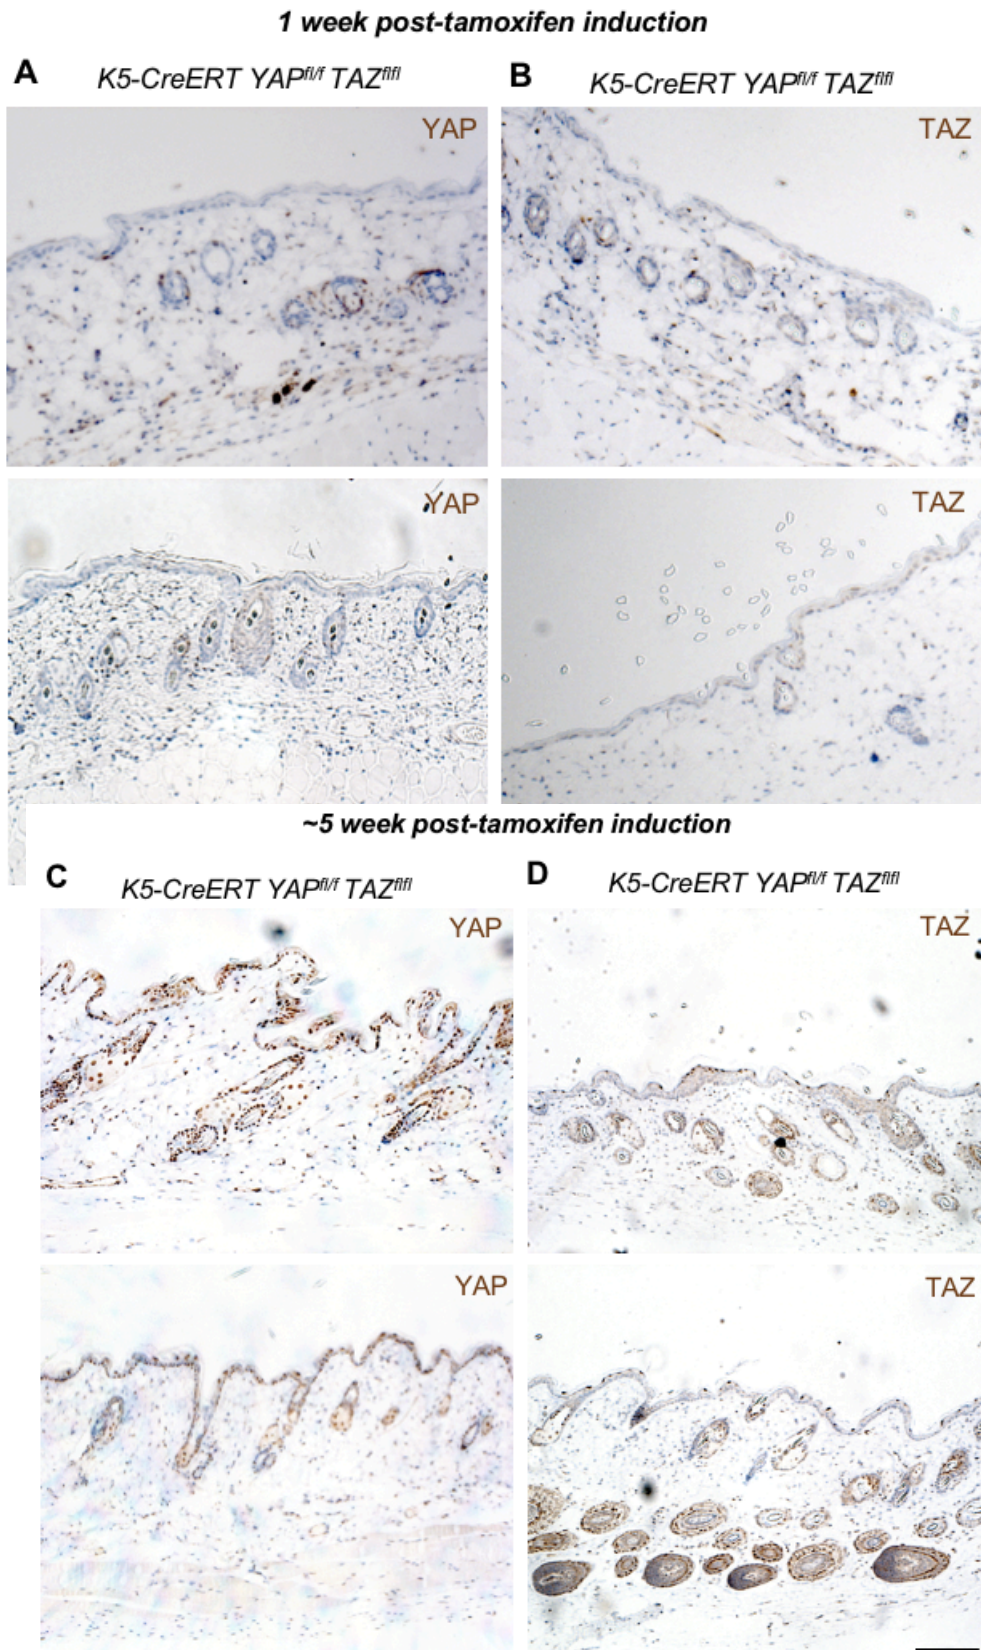 1 week post-tamoxifen induction
A K5-CreERT YAPfl/f TAZflfl
B K5-CreERT YAPfl/f TAZflfl
YAP
TAZ
YAP
TAZ
~5 week post-tamoxifen induction
C K5-CreERT YAPfl/f TAZflfl
D K5-CreERT YAPfl/f TAZflfl
YAP
TAZ
YAP
TAZ